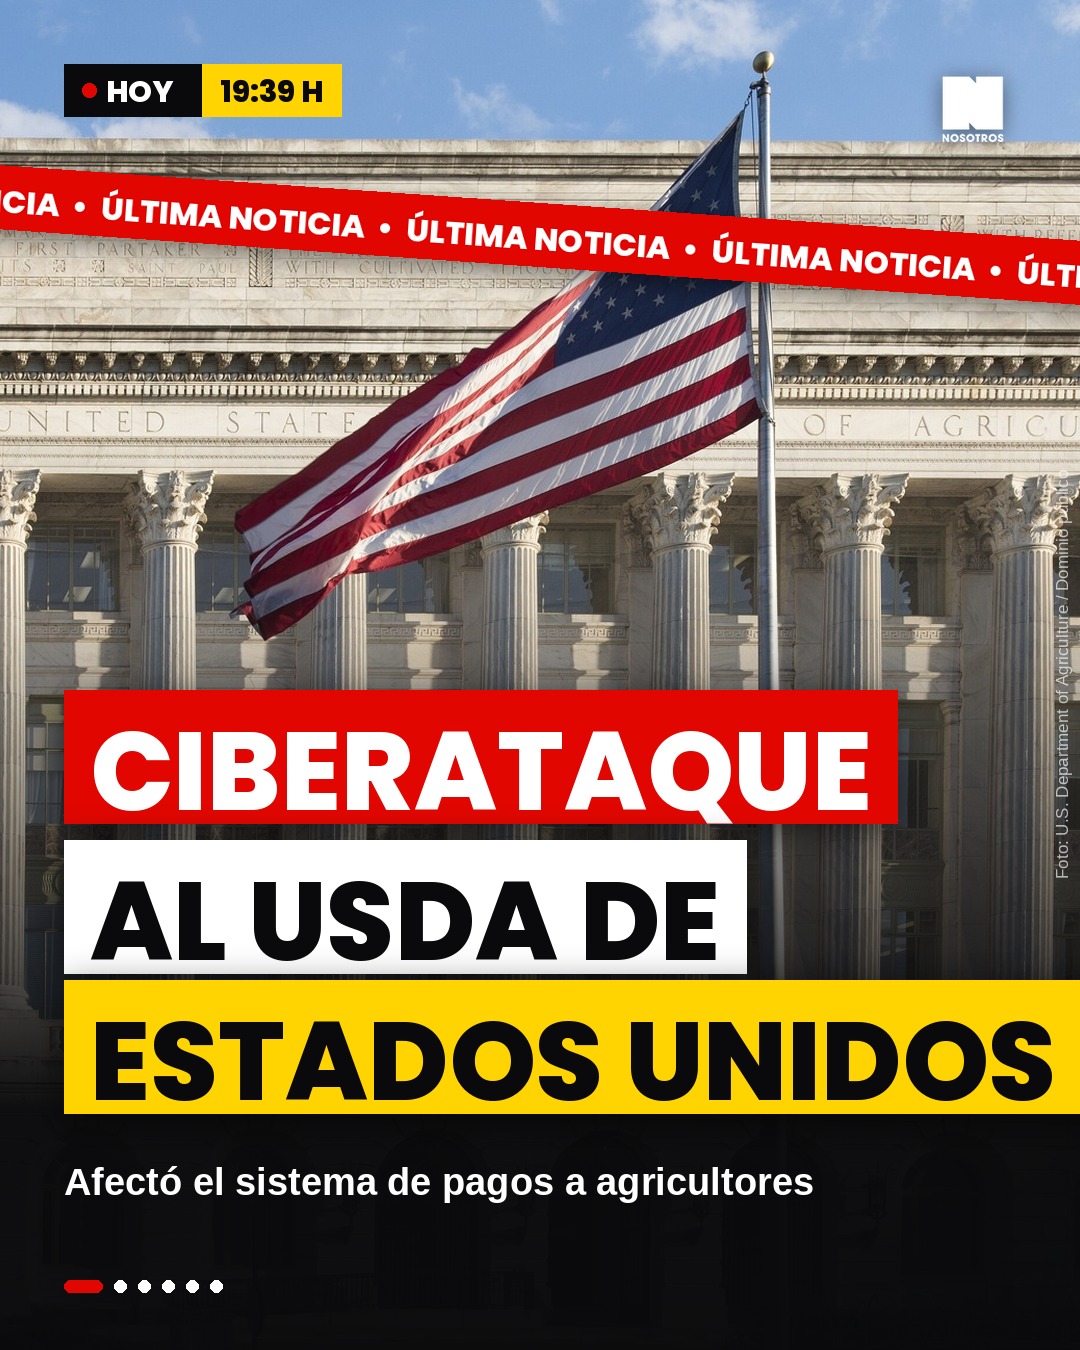 HOY 19:39 H
NOSOTROS
CIA • ÚLTIMA NOTICIA • ÚLTIMA NOTICIA • ÚLTIMA NOTICIA • ÚLTI
FIRST PARTAKER
SAINT PAUL
WITH CULTIVATED
UNITED STATE OF AGRICU
Foto: U.S. Department of Agriculture / Dominio público
CIBERATAQUE
AL USDA DE
ESTADOS UNIDOS
Afectó el sistema de pagos a agricultores